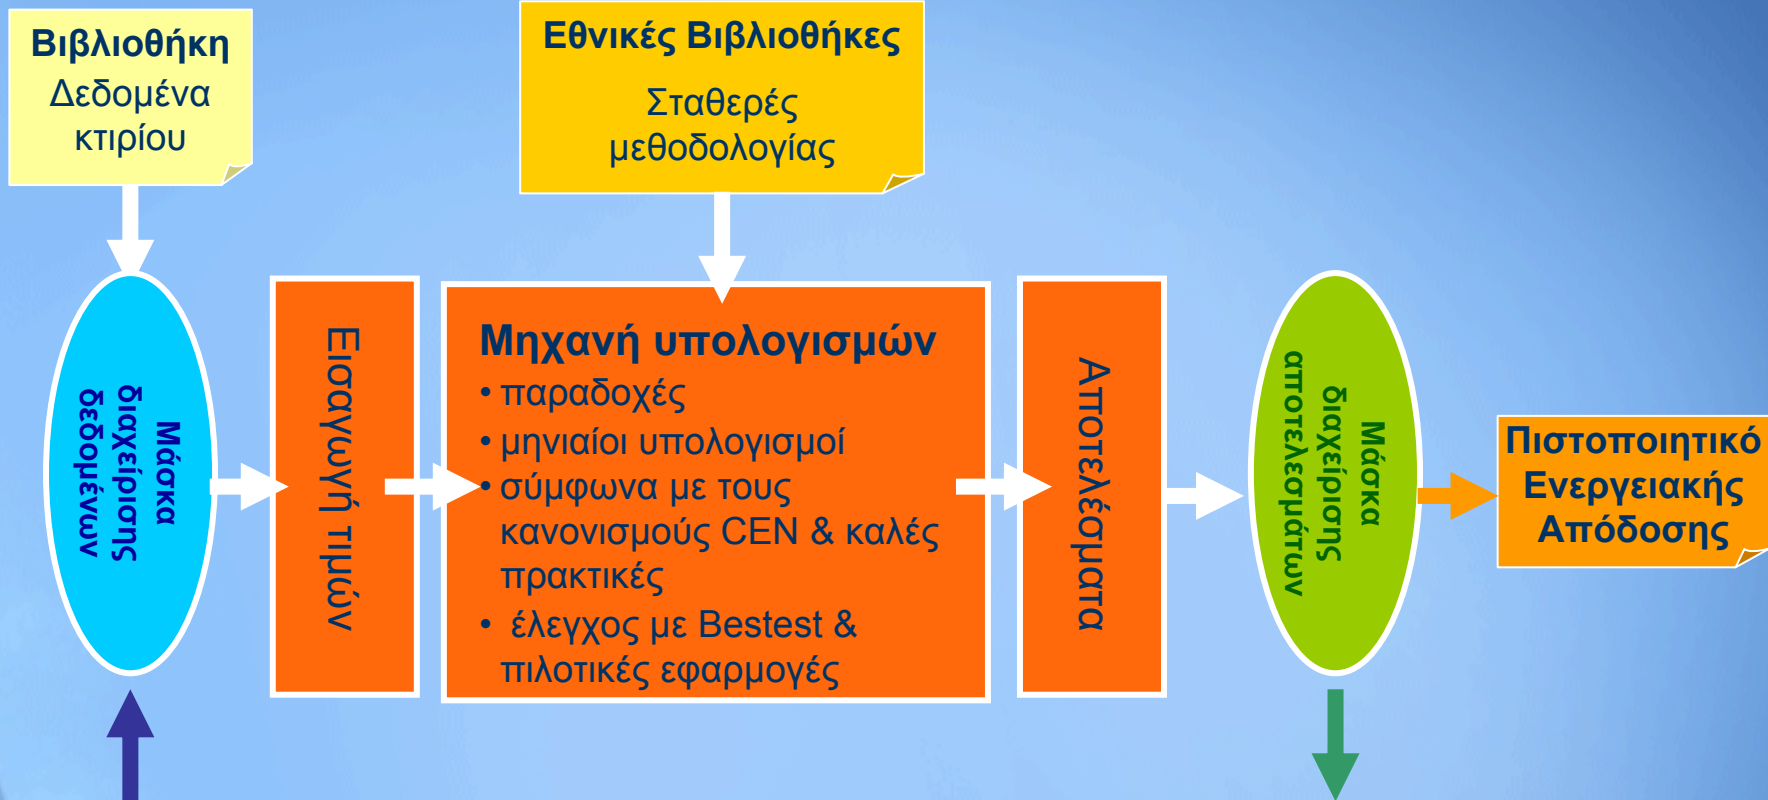 Βιβλιοθήκη
Δεδομένα
κτιρίου
Εθνικές Βιβλιοθήκες
Σταθερές
μεθοδολογίας
Μάσκα
διαχείρισης
δεδομένων
Εισαγωγή τιμών
Μηχανή υπολογισμών
• παραδοχές
• μηνιαίοι υπολογισμοί
• σύμφωνα με τους
κανονισμούς CEN & καλές
πρακτικές
• έλεγχος με Bestest &
πιλοτικές εφαρμογές
Αποτελέσματα
Μάσκα
διαχείρισης
αποτελεσμάτων
Πιστοποιητικό
Ενεργειακής
Απόδοσης